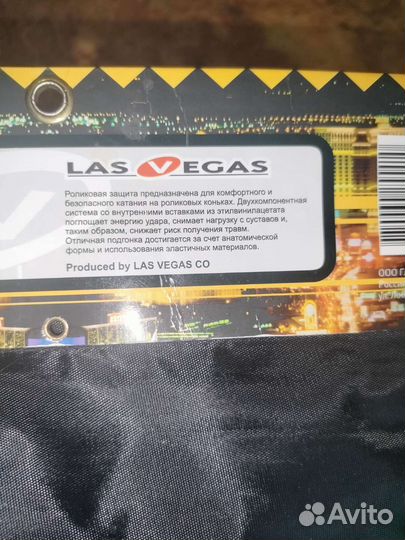 LAS VEGAS
Роликовая защита предназначена для комфортного и
безопасного катания на роликовых коньках. Двухкомпонентная
система со внутренними вставками из этилвинилацетата
поглощает энергию удара, снимает нагрузку с суставов и,
таким образом, снижает риск получения травм.
Отличная подгонка достигается за счет анатомической
формы и использования эластичных материалов.
Produced by LAS VEGAS CO
ООО
Avito